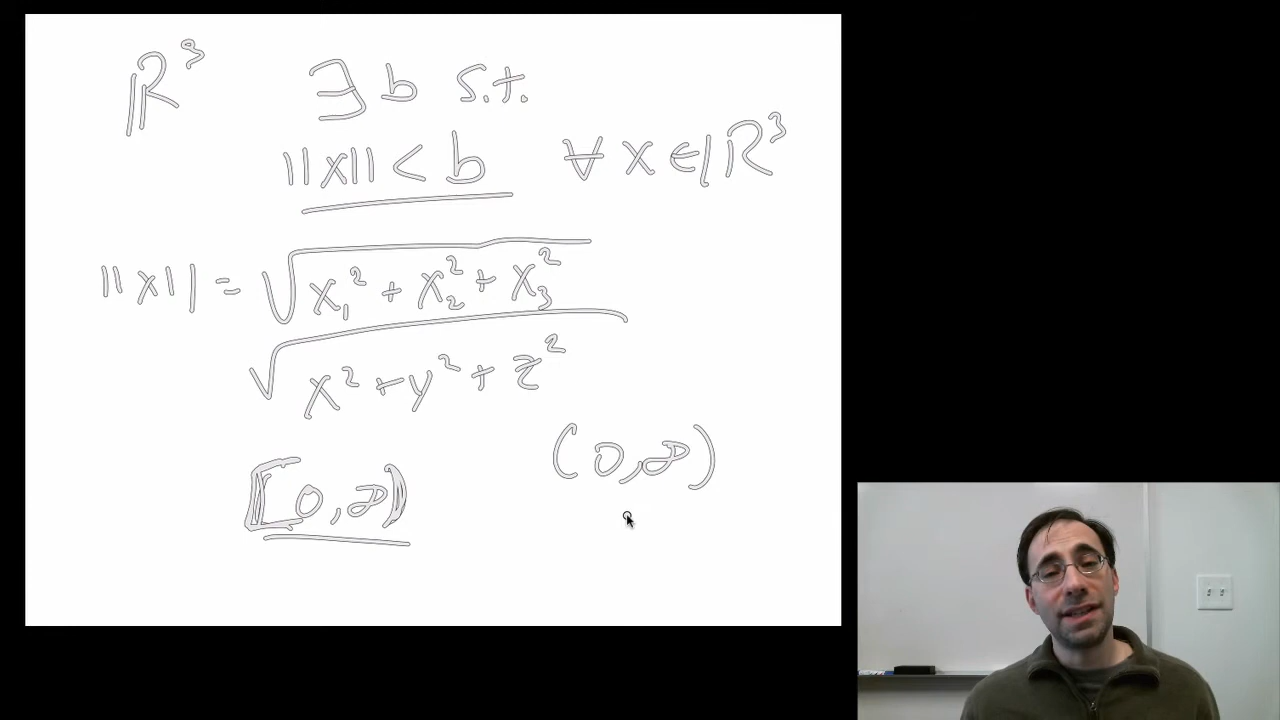 ℝ³ ∃ b s.t.
||x|| < b ∀ x ∈ ℝ³
||x|| = √(x₁² + x₂² + x₃²)
√(x² + y² + z²)
(0,∞)
[0,∞)